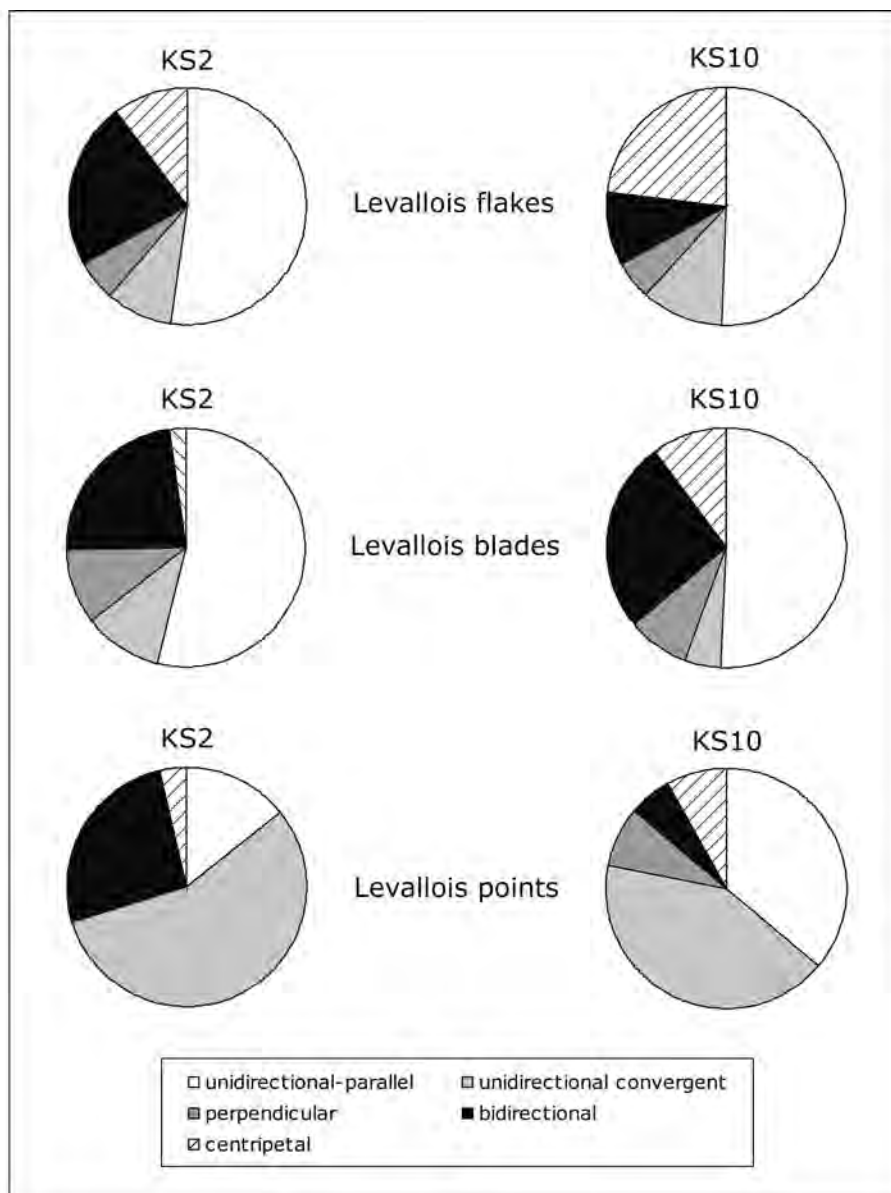 KS2 KS10
Levallois flakes
KS2 KS10
Levallois blades
KS2 KS10
Levallois points
unidirectional-parallel unidirectional convergent
perpendicular bidirectional
centripetal